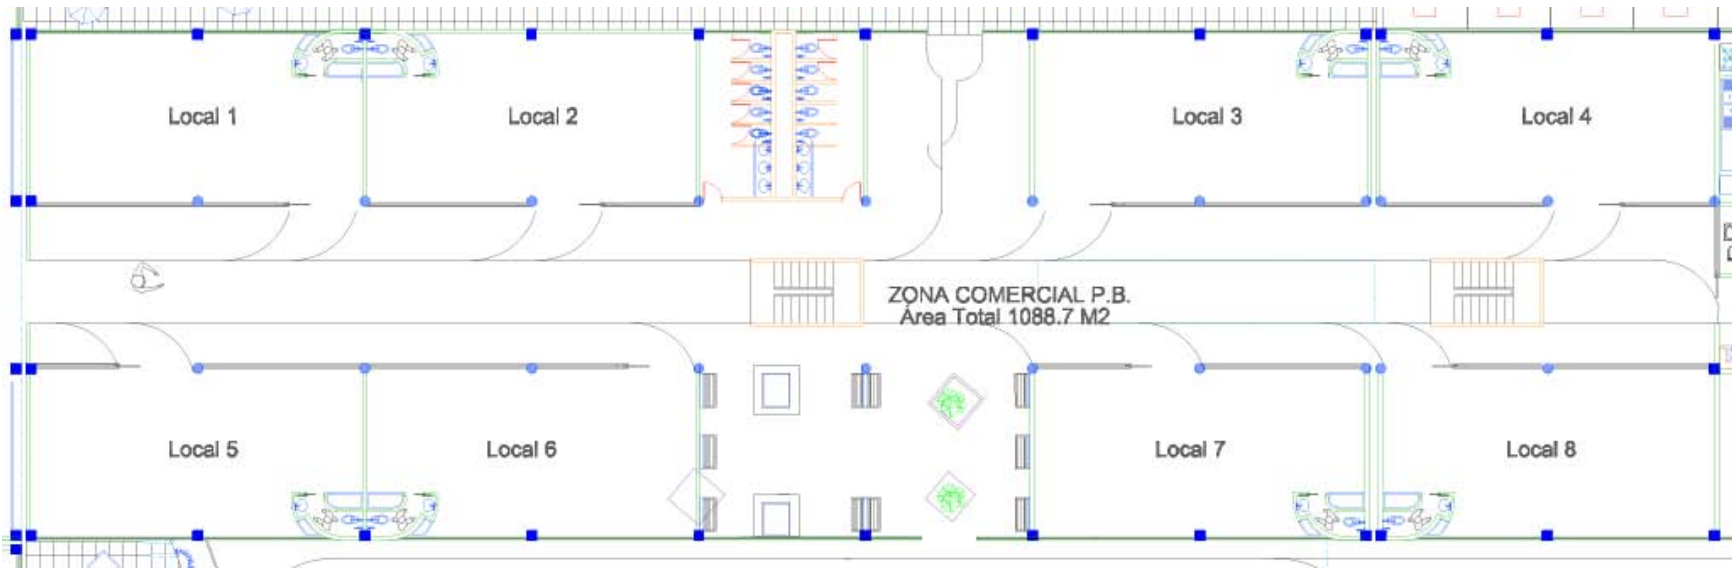 Local 1
Local 2
Local 3
Local 4
ZONA COMERCIAL P.B.
Área Total 1088.7 M2
Local 5
Local 6
Local 7
Local 8